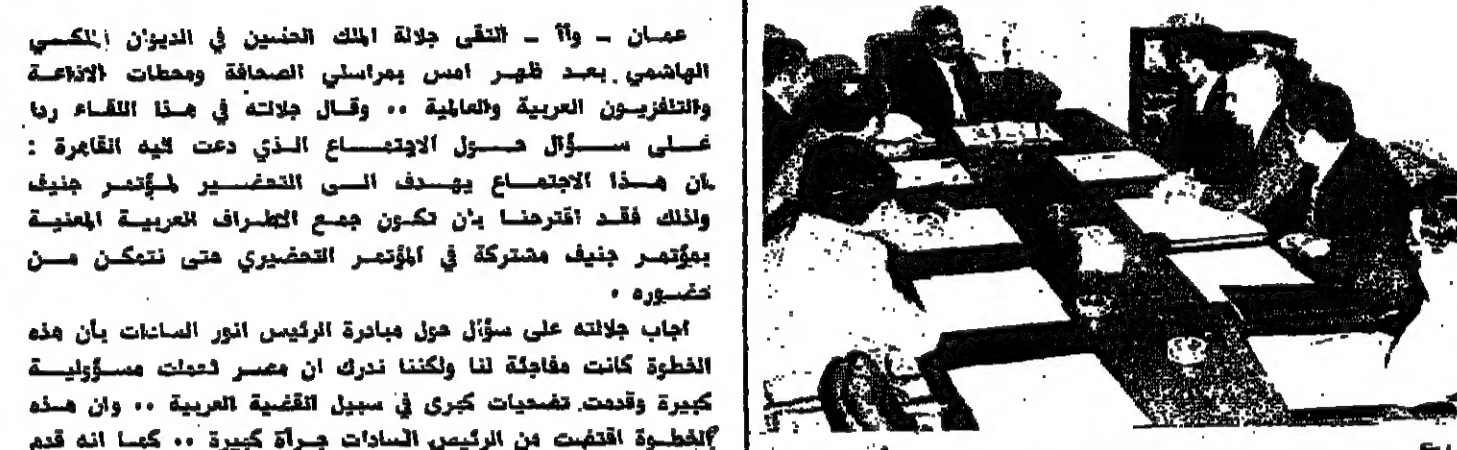 عمان ـ وأأ ـ التقى جلالة الملك الحسين في الديوان الملكي
الهاشمي بعد ظهر امس بمراسلي الصحافة ومحطات الاذاعة
والتلفزيون العربية والعالمية .. وقال جلالته في هذا اللقاء ردا
على سؤال حول الاجتماع الذي دعت اليه القاهرة :
بأن هذا الاجتماع يهدف الى التحضير لمؤتمر جنيف
ولذلك فقد اقترحنا بأن تكون جمع الاطراف العربية المعنية
بمؤتمر جنيف مشتركة في المؤتمر التحضيري حتى نتمكن من
حضوره .
اجاب جلالته على سؤال حول مبادرة الرئيس انور السادات بأن هذه
الخطوة كانت مفاجئة لنا ولكننا ندرك ان مصر تحملت مسؤولية
كبيرة وقدمت تضحيات كبرى في سبيل القضية العربية .. وان هذه
الخطوة اقتضت من الرئيس السادات جرأة كبيرة .. كما انه قدم